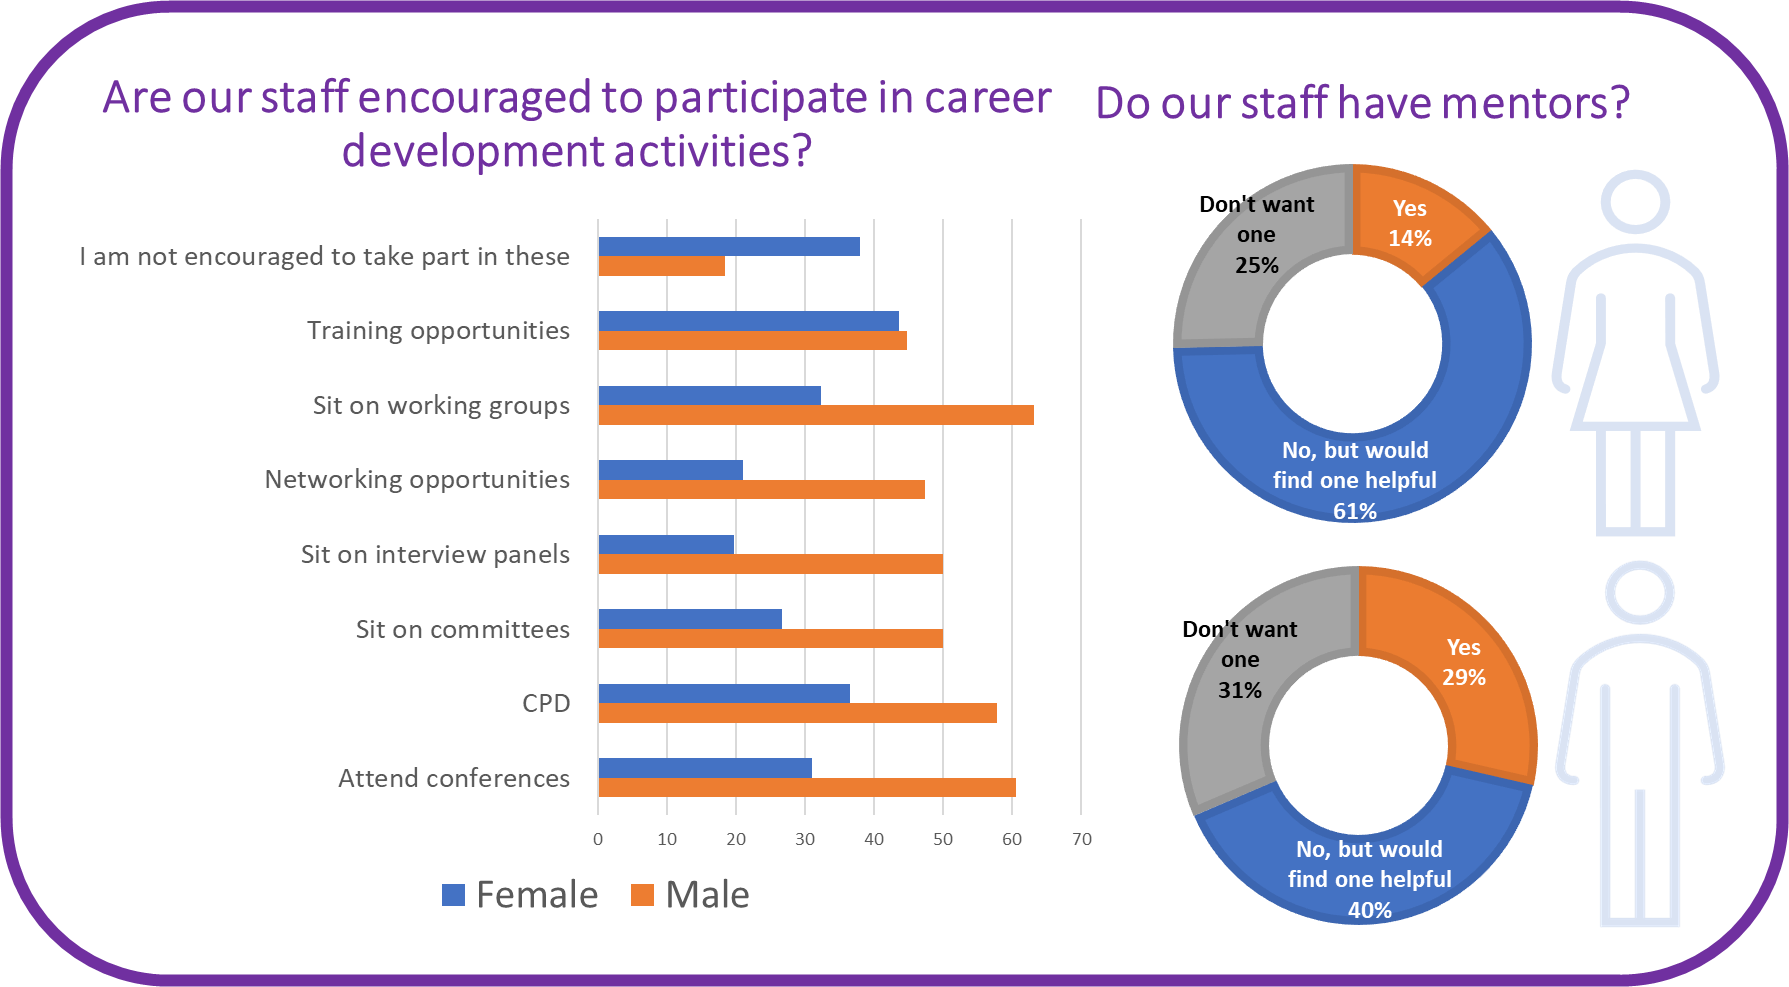 Are our staff encouraged to participate in career
development activities?
I am not encouraged to take part in these
Training opportunities
Sit on working groups
Networking opportunities
Sit on interview panels
Sit on committees
CPD
Attend conferences
0 10 20 30 40 50 60 70
Female Male
Do our staff have mentors?
Don't want
one
25%
Yes
14%
No, but would
find one helpful
61%
Don't want
one
31%
Yes
29%
No, but would
find one helpful
40%